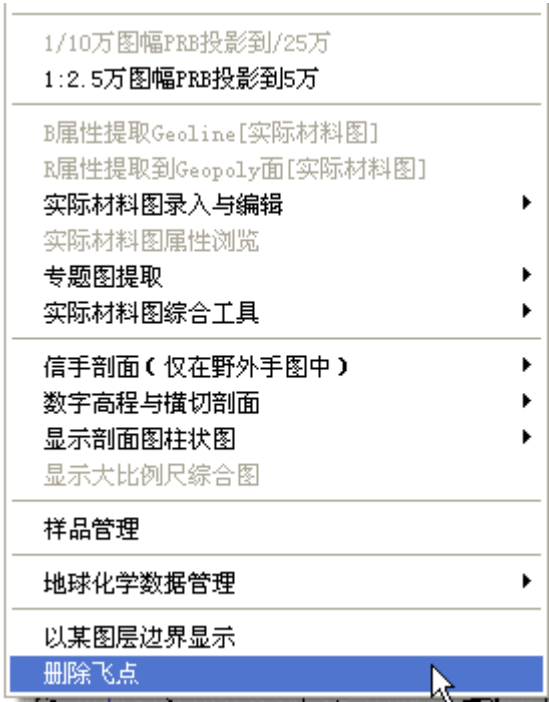 1/10万图幅PRB投影到/25万
1:2.5万图幅PRB投影到5万
B属性提取Geoline[实际材料图]
R属性提取到Geopoly面[实际材料图]
实际材料图录入与编辑
实际材料图属性浏览
专题图提取
实际材料图综合工具
信手剖面(仅在野外手图中)
数字高程与横切剖面
显示剖面图柱状图
显示大比例尺综合图
样品管理
地球化学数据管理
以某图层边界显示
删除飞点